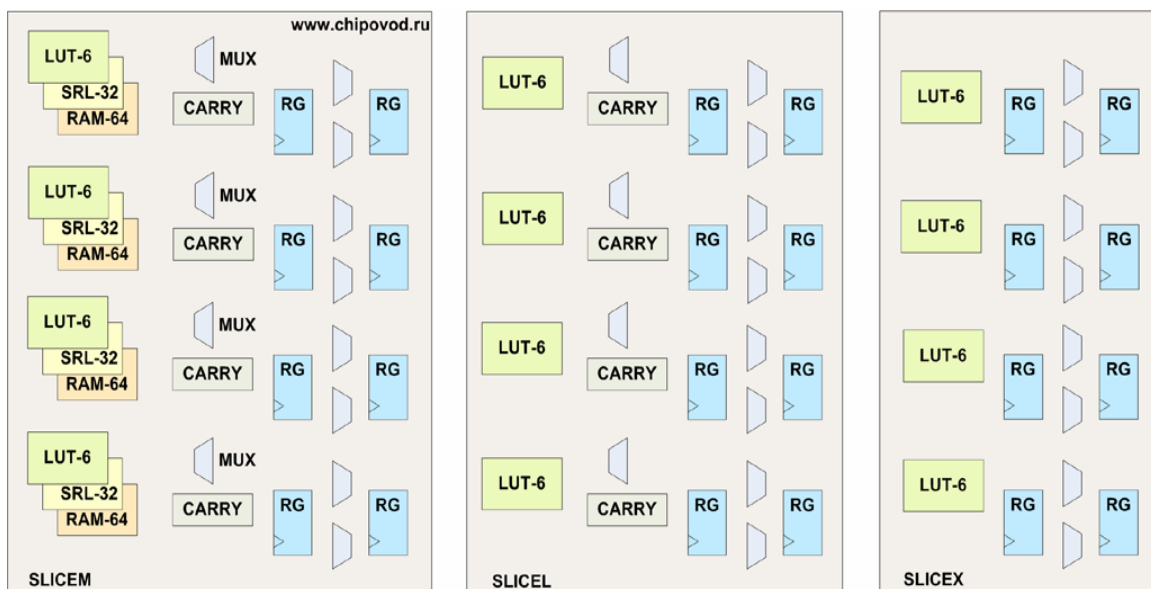 www.chipovod.ru
LUT-6
SRL-32
RAM-64
MUX
CARRY
RG
RG
LUT-6
SRL-32
RAM-64
MUX
CARRY
RG
RG
LUT-6
SRL-32
RAM-64
MUX
CARRY
RG
RG
LUT-6
SRL-32
RAM-64
MUX
CARRY
RG
RG
SLICEM
LUT-6
CARRY
RG
RG
LUT-6
CARRY
RG
RG
LUT-6
CARRY
RG
RG
LUT-6
CARRY
RG
RG
SLICEL
LUT-6
RG
RG
LUT-6
RG
RG
LUT-6
RG
RG
LUT-6
RG
RG
SLICEX